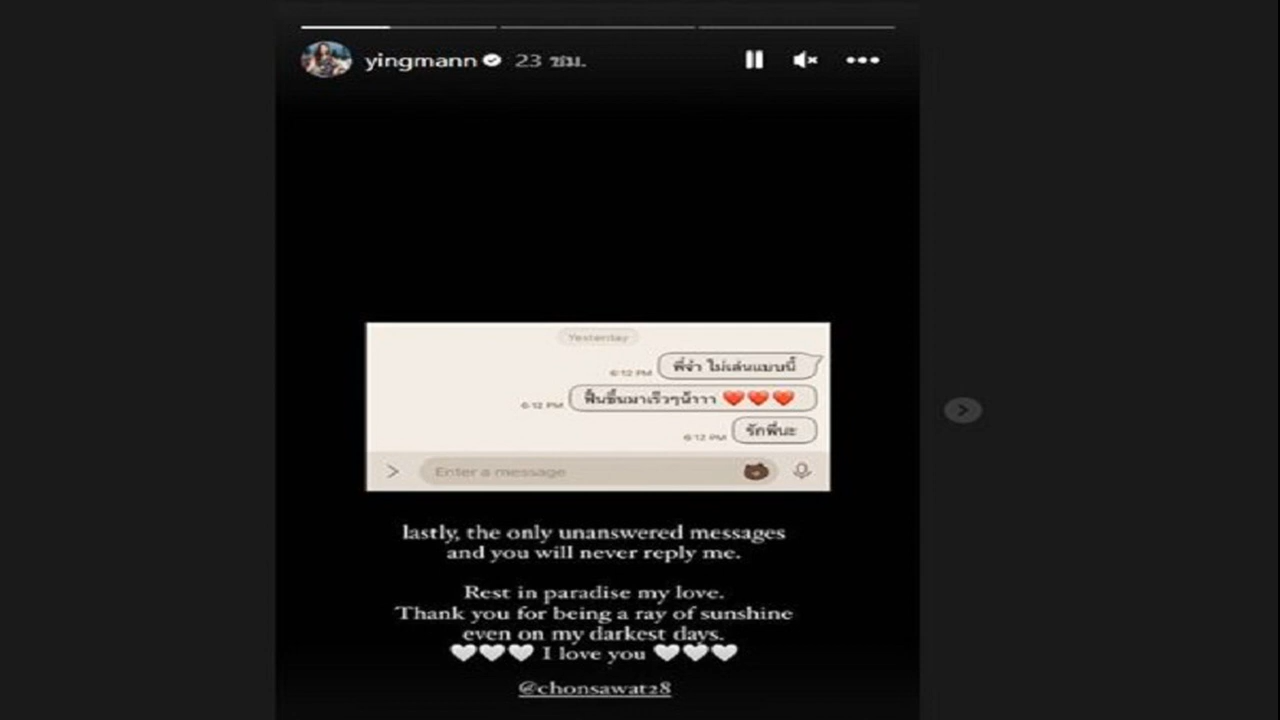 yingmann 23 ชม.
Yesterday
6:12 PM พี่จ๋า ไม่เล่นแบบนี้
6:12 PM ฟื้นขึ้นมาเร็วๆน้าาา ❤️❤️❤️
6:12 PM รักพี่นะ
Enter a message
lastly, the only unanswered messages
and you will never reply me.
Rest in paradise my love.
Thank you for being a ray of sunshine
even on my darkest days.
🤍🤍🤍 I love you 🤍🤍🤍
@chonsawat28